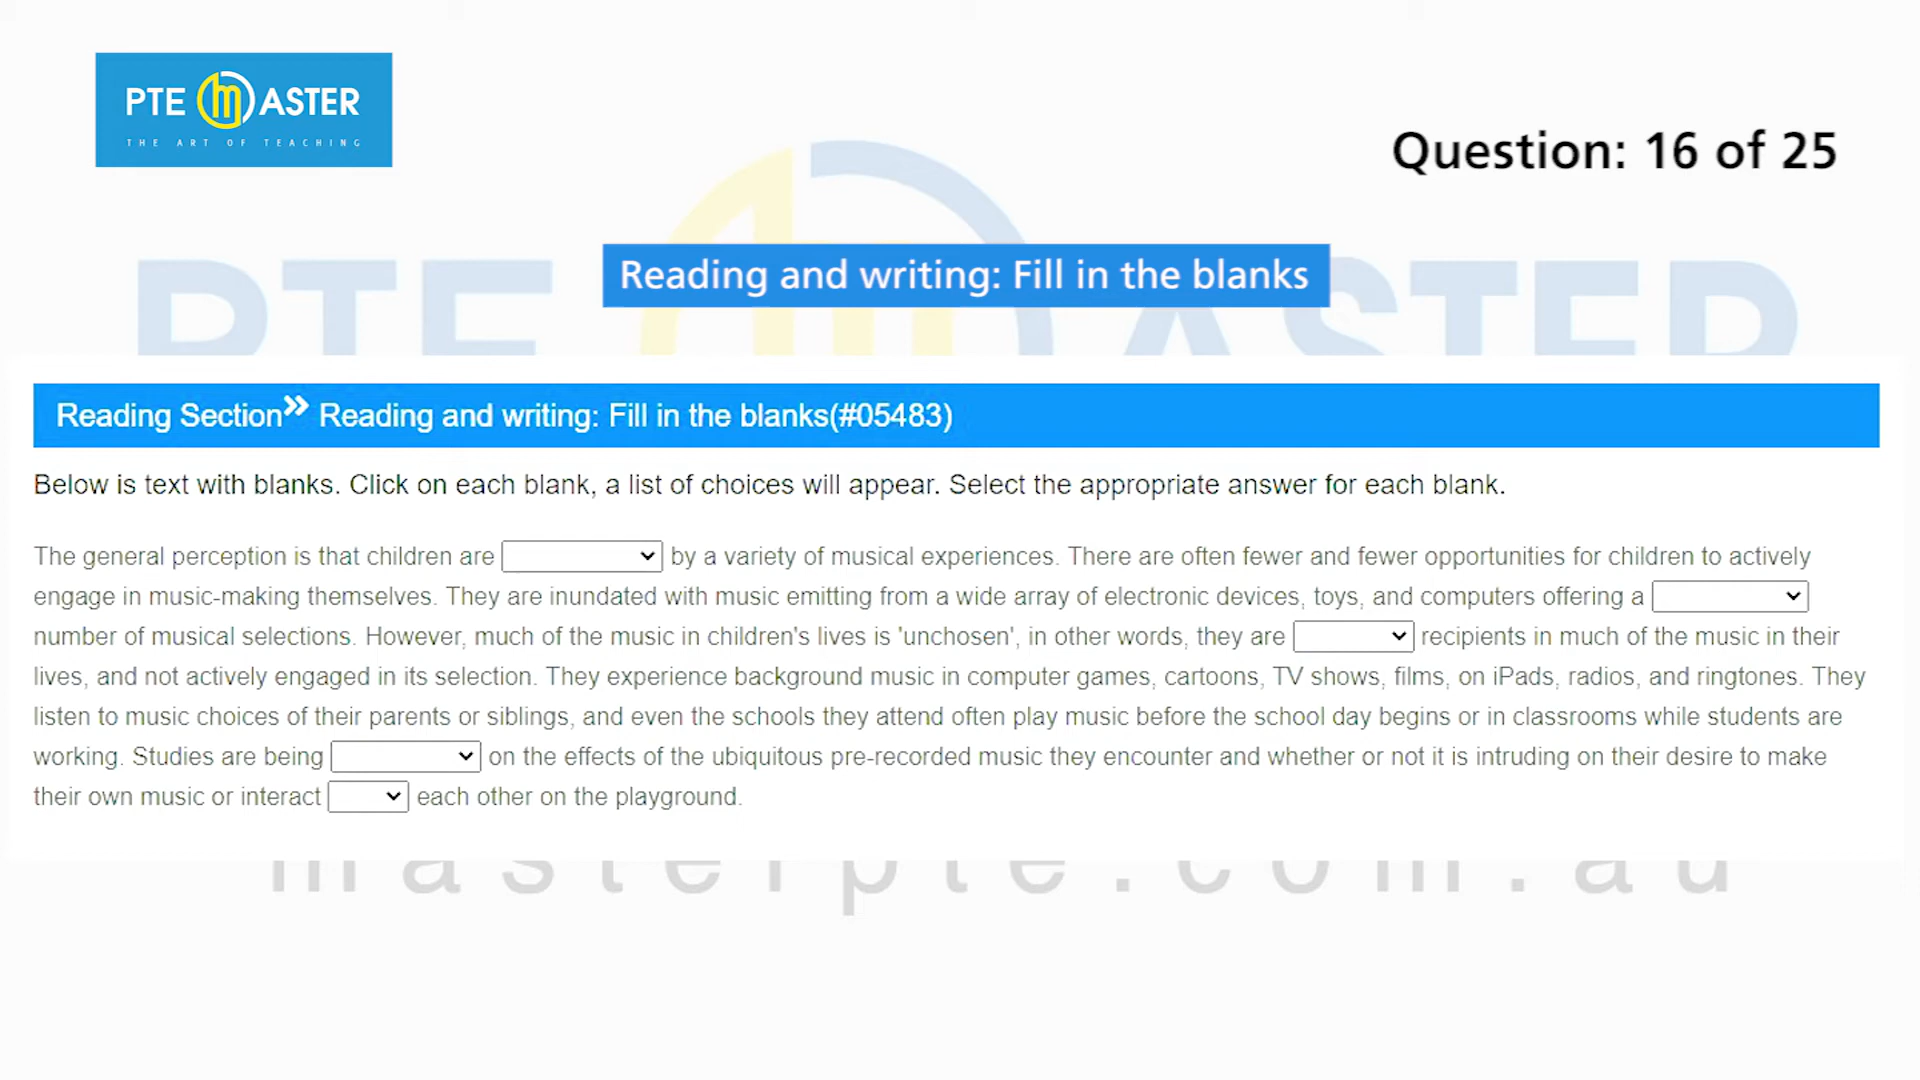 PTE MASTER
THE ART OF TEACHING
Question: 16 of 25
PTE MASTER
Reading and writing: Fill in the blanks
Reading Section» Reading and writing: Fill in the blanks(#05483)
Below is text with blanks. Click on each blank, a list of choices will appear. Select the appropriate answer for each blank.
The general perception is that children are by a variety of musical experiences. There are often fewer and fewer opportunities for children to actively
engage in music-making themselves. They are inundated with music emitting from a wide array of electronic devices, toys, and computers offering a
number of musical selections. However, much of the music in children's lives is 'unchosen', in other words, they are recipients in much of the music in their
lives, and not actively engaged in its selection. They experience background music in computer games, cartoons, TV shows, films, on iPads, radios, and ringtones. They
listen to music choices of their parents or siblings, and even the schools they attend often play music before the school day begins or in classrooms while students are
working. Studies are being on the effects of the ubiquitous pre-recorded music they encounter and whether or not it is intruding on their desire to make
their own music or interact each other on the playground.
masterpte.com.au